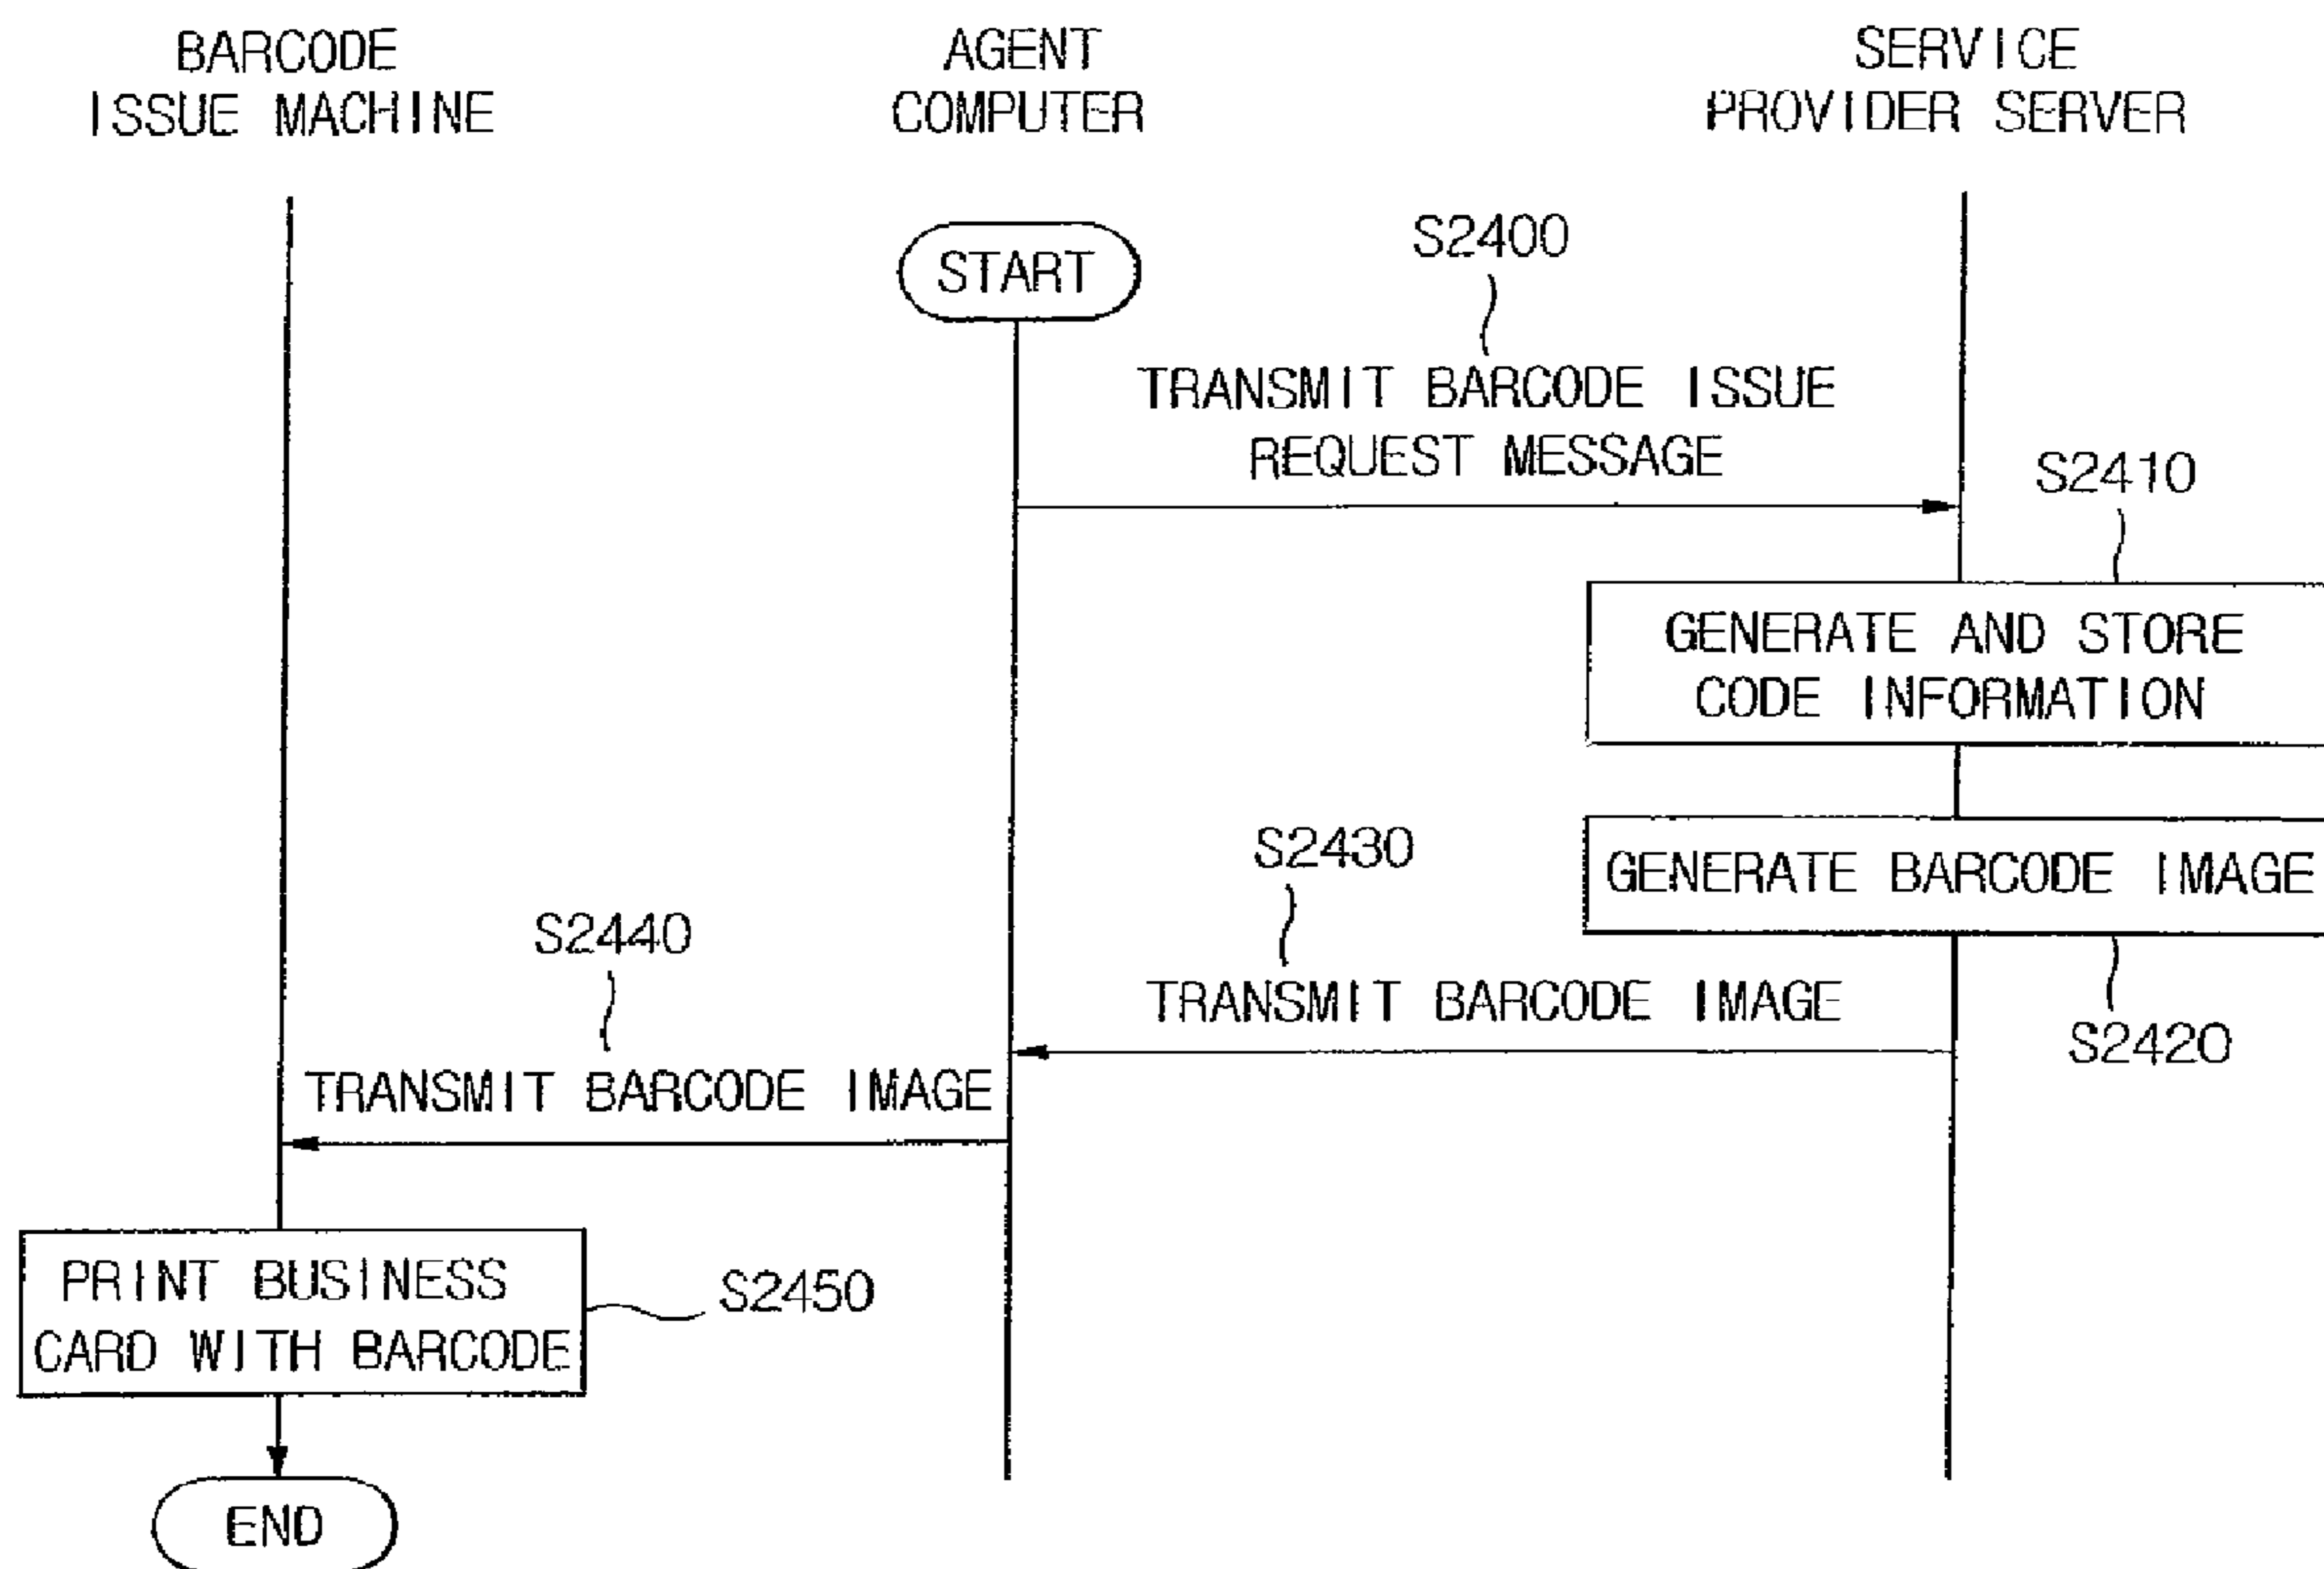 BARCODE
ISSUE MACHINE
AGENT
COMPUTER
SERVICE
PROVIDER SERVER
START
S2400
TRANSMIT BARCODE ISSUE
REQUEST MESSAGE
S2410
GENERATE AND STORE
CODE INFORMATION
GENERATE BARCODE IMAGE
S2420
S2430
TRANSMIT BARCODE IMAGE
S2440
TRANSMIT BARCODE IMAGE
PRINT BUSINESS
CARD WITH BARCODE
S2450
END